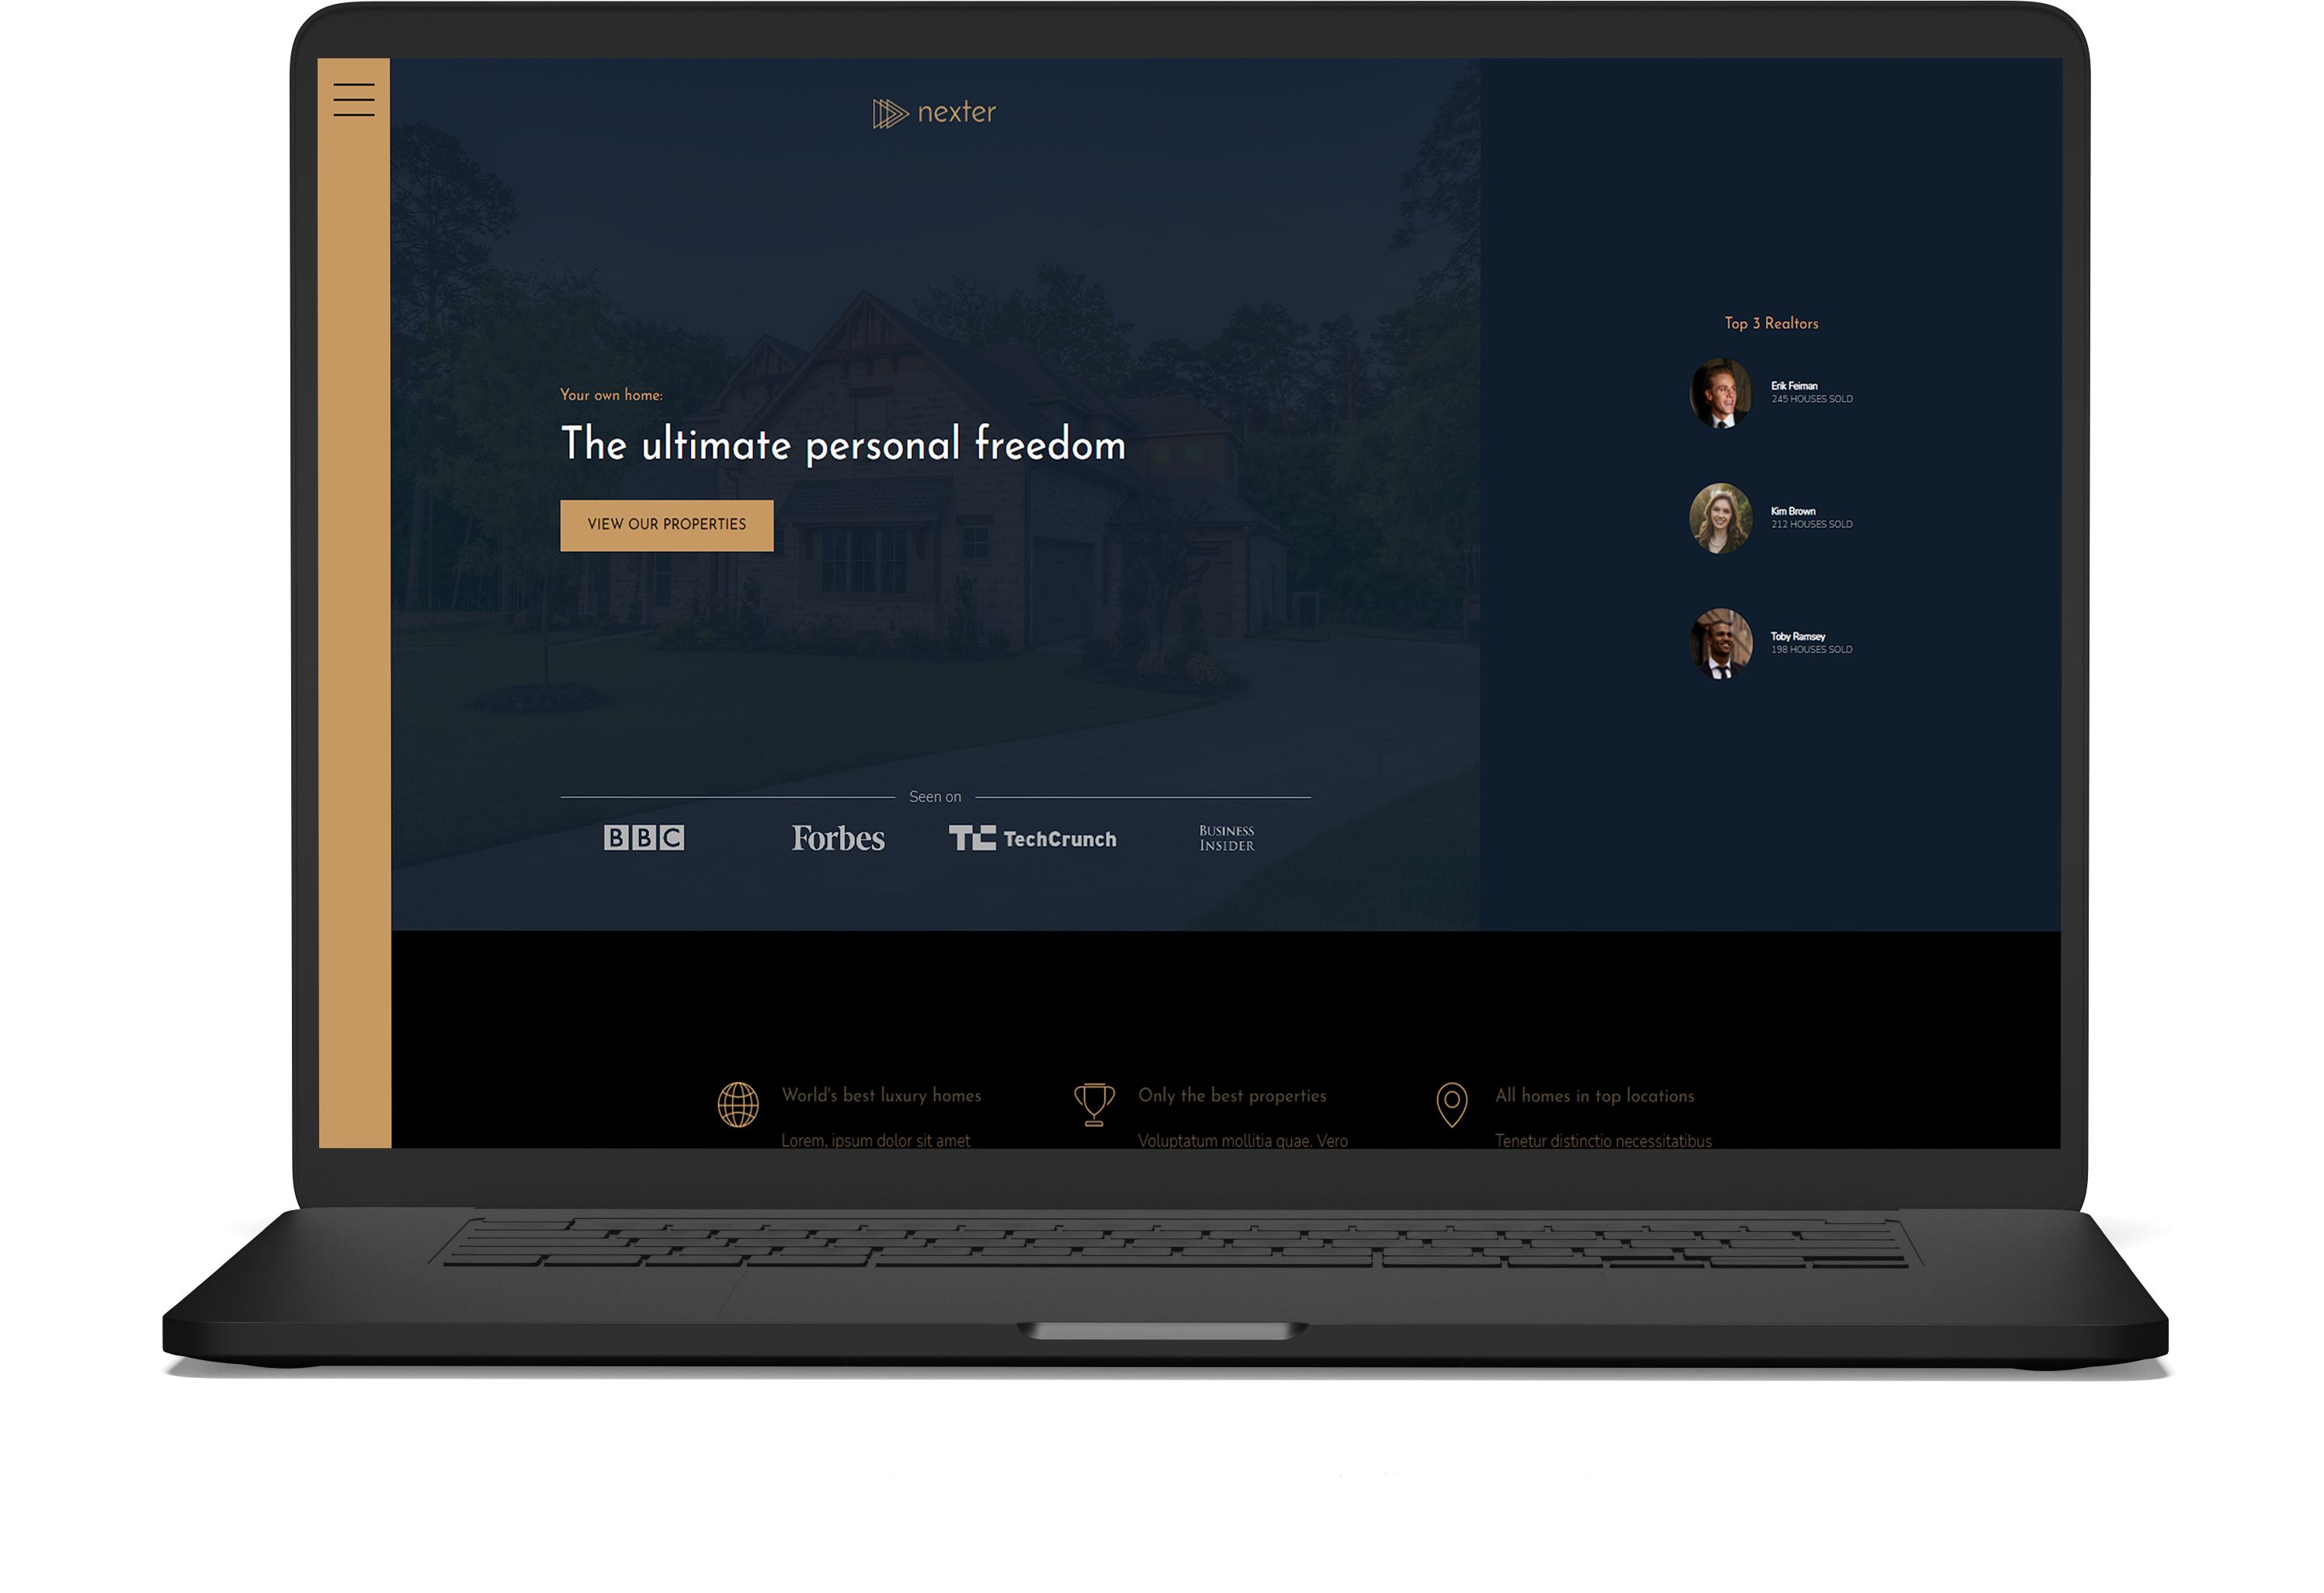 nexter
Your own home:
The ultimate personal freedom
VIEW OUR PROPERTIES
Seen on
BBC
Forbes
TC TechCrunch
BUSINESS
INSIDER
Top 3 Realtors
Erik Feiman
245 HOUSES SOLD
Kim Brown
212 HOUSES SOLD
Toby Ramsey
198 HOUSES SOLD
World's best luxury homes
Lorem, ipsum dolor sit amet
Only the best properties
Voluptatum mollitia quae. Vero
All homes in top locations
Tenetur distinctio necessitatibus